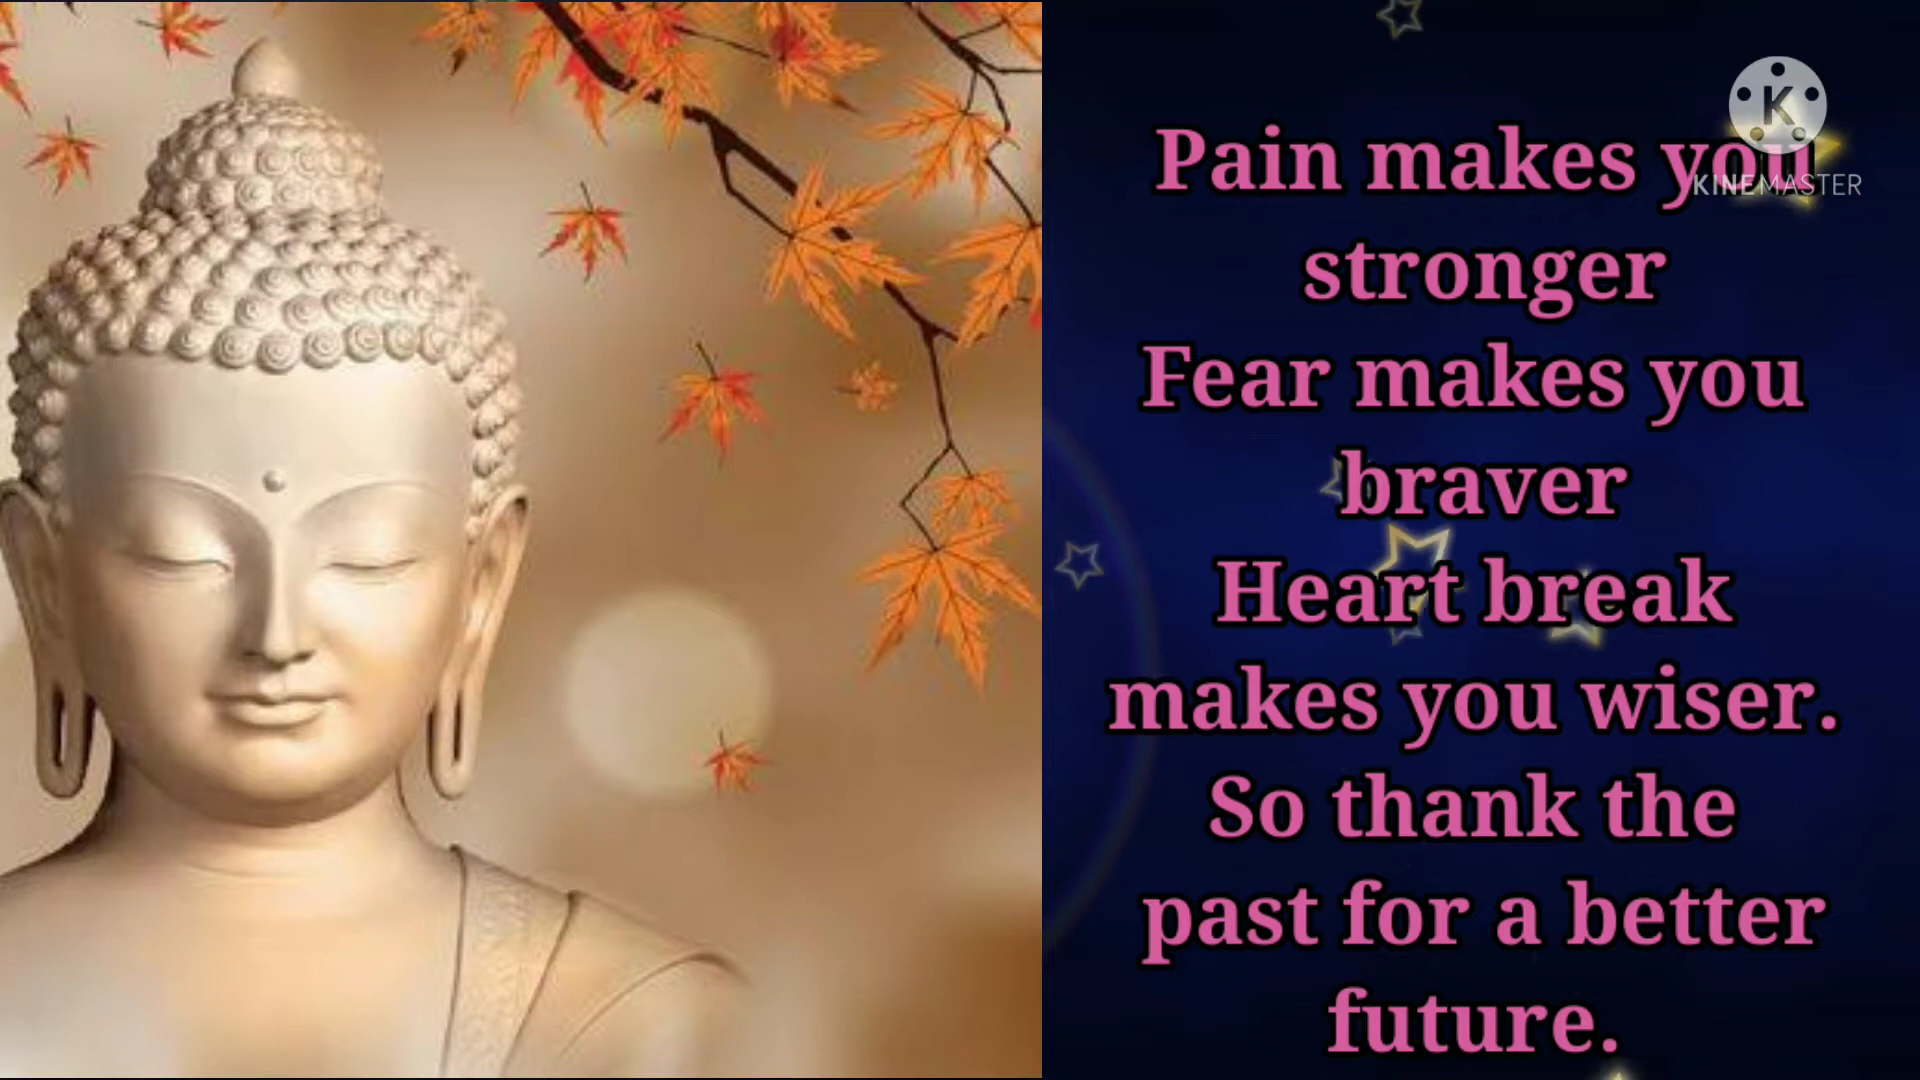 K
KINEMASTER
Pain makes you
stronger
Fear makes you
braver
Heart break
makes you wiser.
So thank the
past for a better
future.